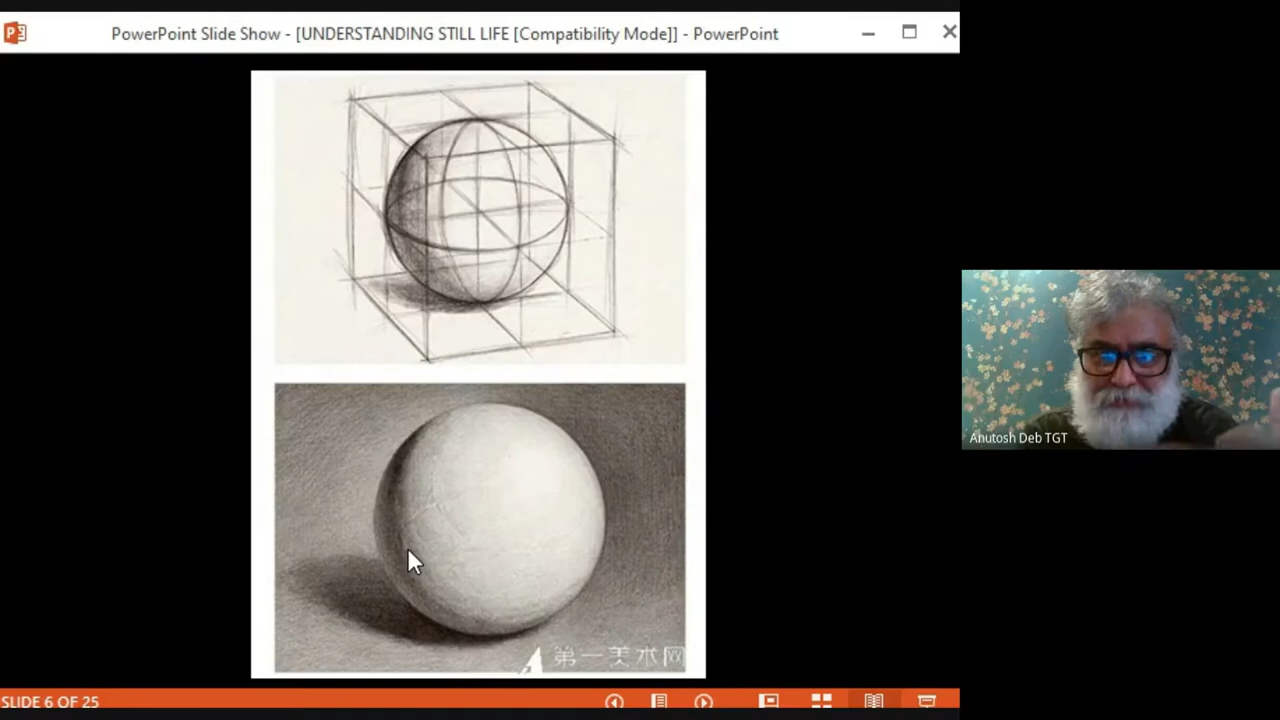 PowerPoint Slide Show - [UNDERSTANDING STILL LIFE [Compatibility Mode]] - PowerPoint
Anutosh Deb TGT
第一美术网
SLIDE 6 OF 25